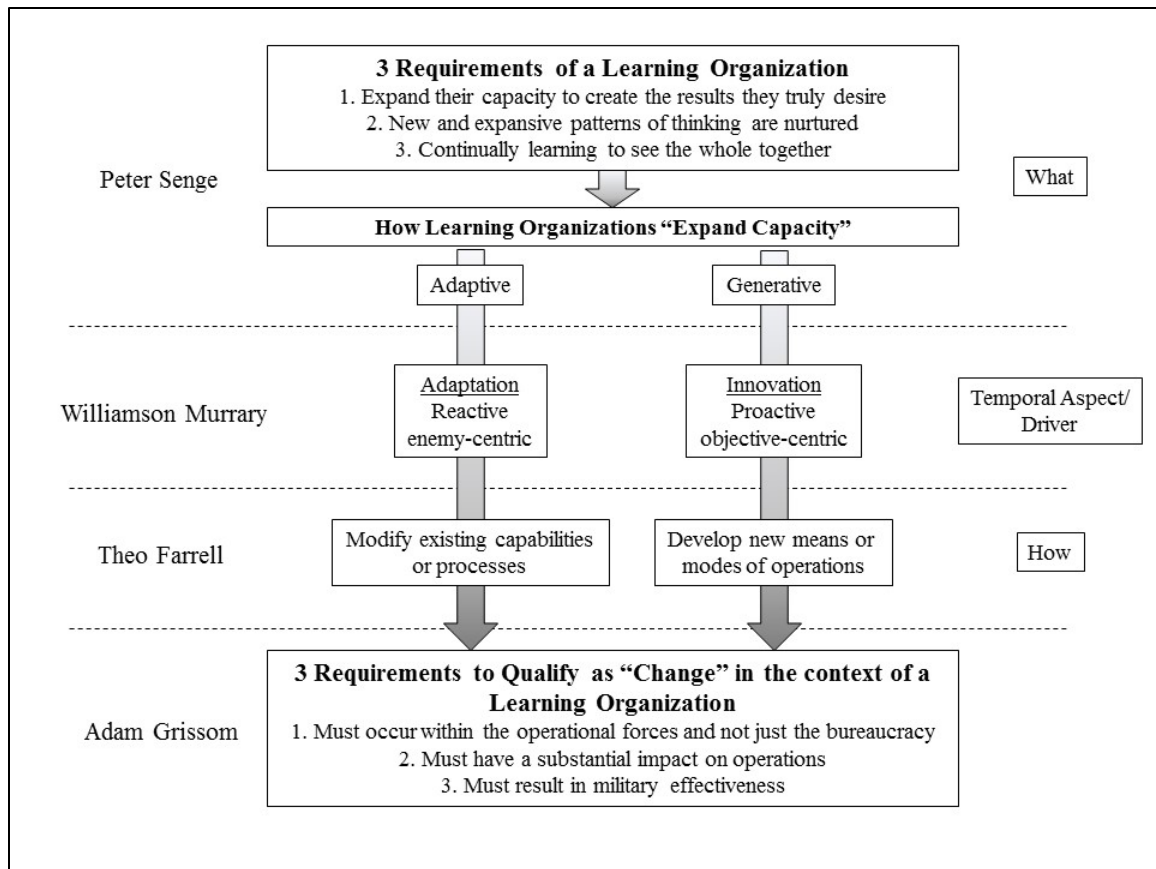 3 Requirements of a Learning Organization
1. Expand their capacity to create the results they truly desire
2. New and expansive patterns of thinking are nurtured
3. Continually learning to see the whole together
Peter Senge
What
How Learning Organizations “Expand Capacity”
Adaptive
Generative
Williamson Murrary
Adaptation
Reactive
enemy-centric
Innovation
Proactive
objective-centric
Temporal Aspect/
Driver
Theo Farrell
Modify existing capabilities
or processes
Develop new means or
modes of operations
How
Adam Grissom
3 Requirements to Qualify as “Change” in the context of a
Learning Organization
1. Must occur within the operational forces and not just the bureaucracy
2. Must have a substantial impact on operations
3. Must result in military effectiveness